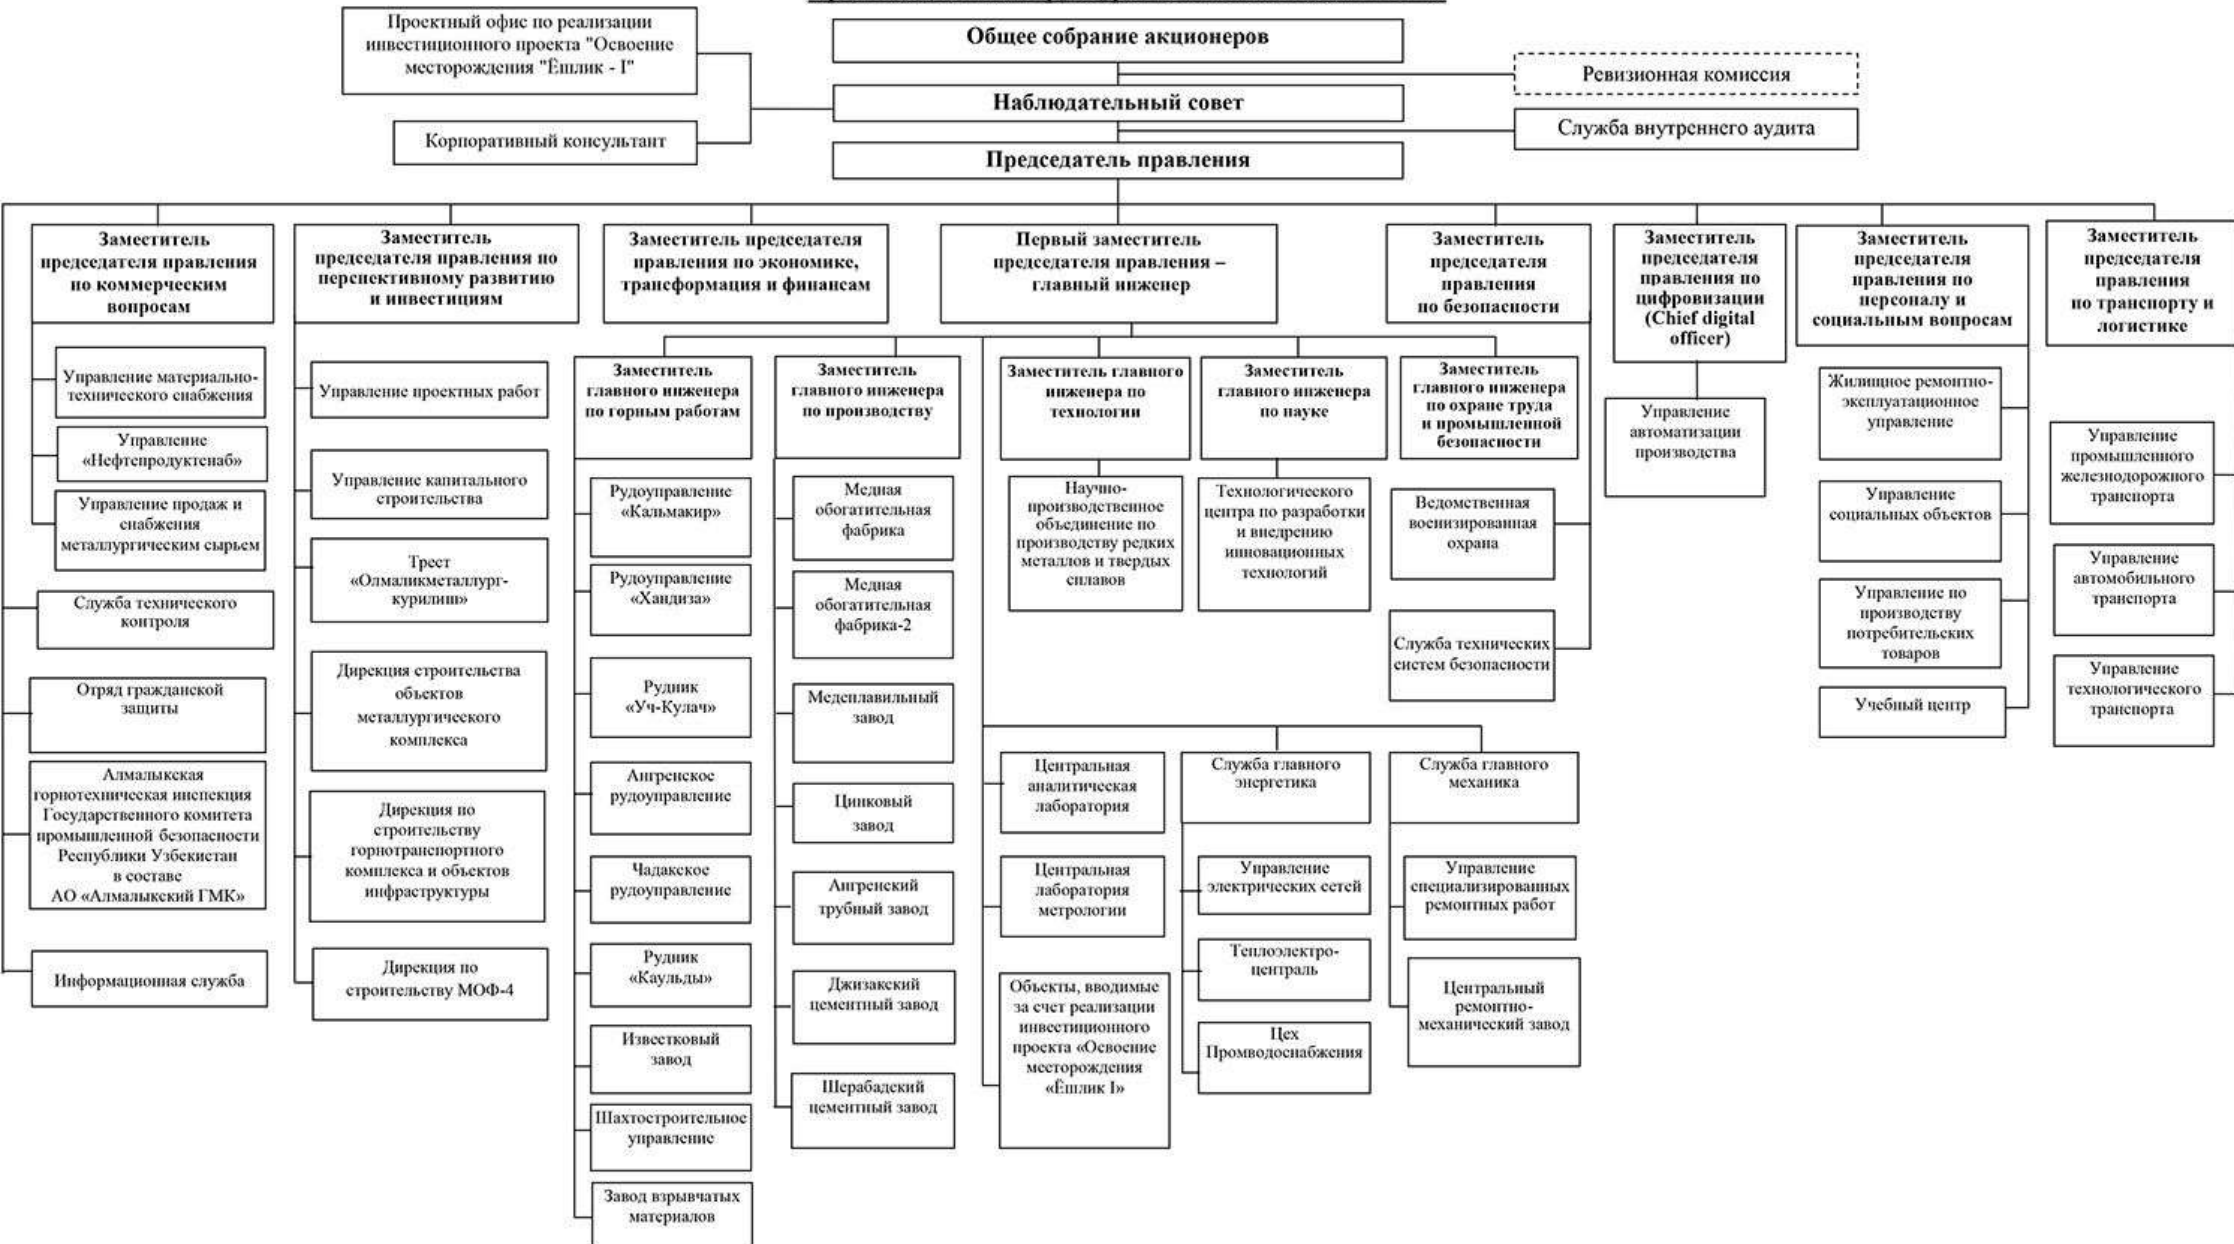 Проектный офис по реализации
инвестиционного проекта "Освоение
месторождения "Ёшлик - I"
Общее собрание акционеров
Ревизионная комиссия
Наблюдательный совет
Корпоративный консультант
Служба внутреннего аудита
Председатель правления
Заместитель
председателя правления
по коммерческим
вопросам
Заместитель
председателя правления по
перспективному развитию
и инвестициям
Заместитель председателя
правления по экономике,
трансформация и финансам
Первый заместитель
председателя правления –
главный инженер
Заместитель
председателя
правления
по безопасности
Заместитель
председателя
правления по
цифровизации
(Chief digital
officer)
Заместитель
председателя
правления по
персоналу и
социальным вопросам
Заместитель
председателя
правления
по транспорту и
логистике
Управление материально-
технического снабжения
Управление
«Нефтепродуктенаб»
Управление продаж и
снабжения
металлургическим сырьем
Служба технического
контроля
Отряд гражданской
защиты
Алмалыкская
горнотехническая инспекция
Государственного комитета
промышленной безопасности
Республики Узбекистан
в составе
АО «Алмалыкский ГМК»
Информационная служба
Управление проектных работ
Управление капитального
строительства
Трест
«Олмаликметаллург-
курилиш»
Дирекция строительства
объектов
металлургического
комплекса
Дирекция по
строительству
горнотранспортного
комплекса и объектов
инфраструктуры
Дирекция по
строительству МОФ-4
Заместитель
главного инженера
по горным работам
Рудоуправление
«Кальмакир»
Рудоуправление
«Хандиза»
Рудник
«Уч-Кулач»
Ангренское
рудоуправление
Чадакское
рудоуправление
Рудник
«Каульды»
Известковый
завод
Шахтостроительное
управление
Завод взрывчатых
материалов
Заместитель
главного инженера
по производству
Медная
обогатительная
фабрика
Медная
обогатительная
фабрика-2
Медеплавильный
завод
Цинковый
завод
Ангренский
трубный завод
Джизакский
цементный завод
Шерабадский
цементный завод
Заместитель главного
инженера по
технологии
Научно-
производственное
объединение по
производству редких
металлов и твердых
сплавов
Заместитель
главного инженера
по науке
Технологического
центра по разработки
и внедрению
инновационных
технологий
Заместитель
главного инженера
по охране труда
и промышленной
безопасности
Ведомственная
военизированная
охрана
Служба технических
систем безопасности
Центральная
аналитическая
лаборатория
Центральная
лаборатория
метрологии
Объекты, вводимые
за счет реализации
инвестиционного
проекта «Освоение
месторождения
«Ёшлик I»
Служба главного
энергетика
Управление
электрических сетей
Теплоэлектро-
централь
Цех
Промводоснабжения
Служба главного
механика
Управление
специализированных
ремонтных работ
Центральный
ремонтно-
механический завод
Управление
автоматизации
производства
Жилищное ремонтно-
эксплуатационное
управление
Управление
социальных объектов
Управление по
производству
потребительских
товаров
Учебный центр
Управление
промышленного
железнодорожного
транспорта
Управление
автомобильного
транспорта
Управление
технологического
транспорта